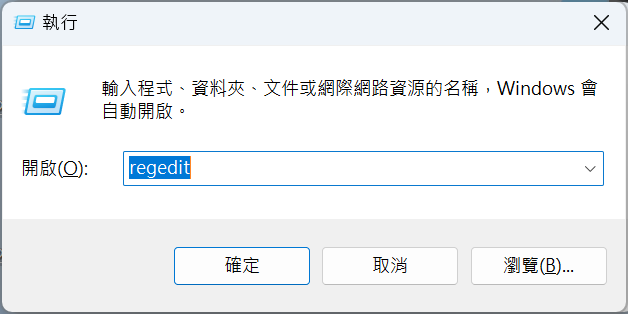 執行
輸入程式、資料夾、文件或網際網路資源的名稱，Windows 會
自動開啟。
開啟(O): regedit
確定 取消 瀏覽(B)...